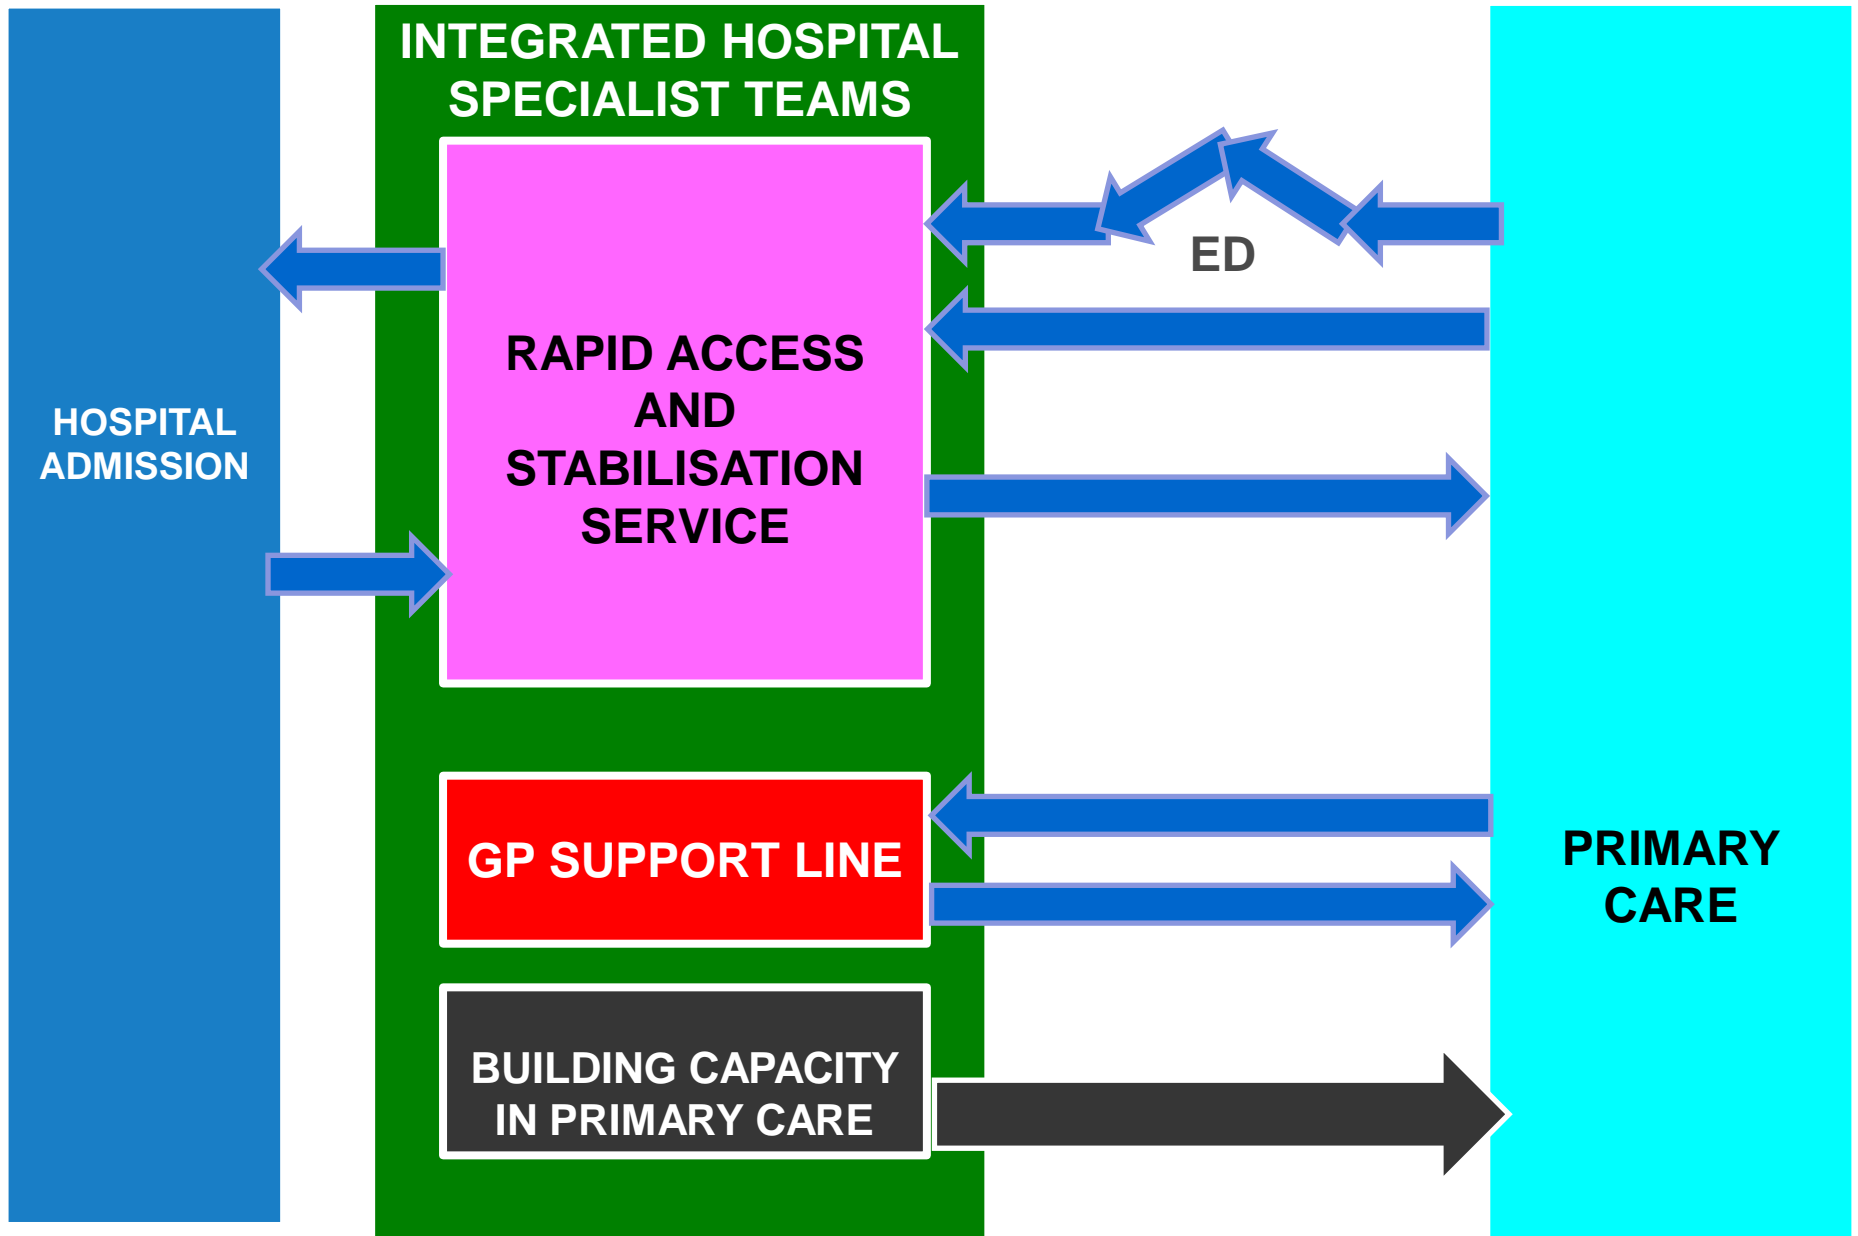 INTEGRATED HOSPITAL
SPECIALIST TEAMS
HOSPITAL
ADMISSION
RAPID ACCESS
AND
STABILISATION
SERVICE
ED
GP SUPPORT LINE
BUILDING CAPACITY
IN PRIMARY CARE
PRIMARY
CARE